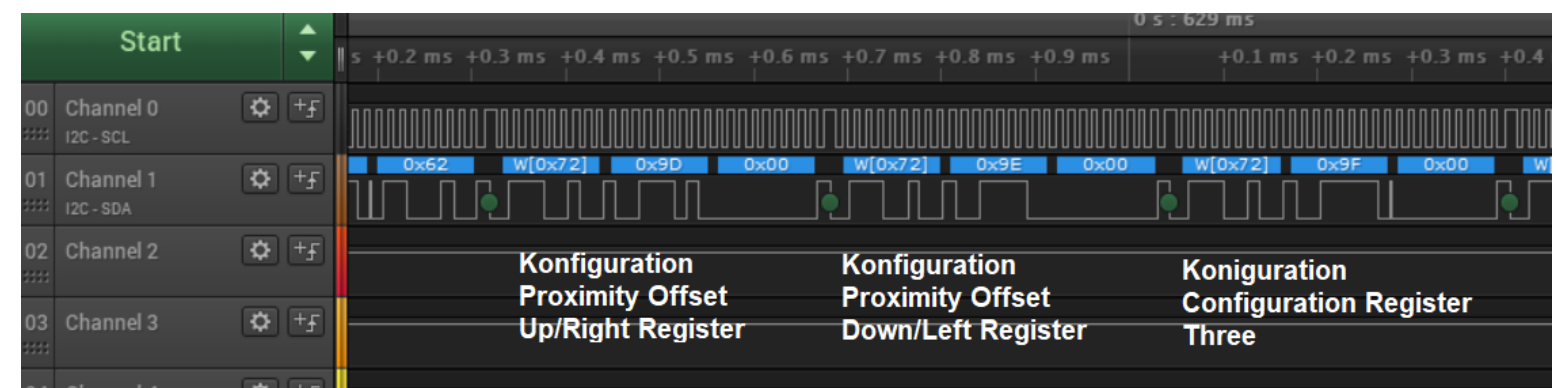 0 s : 629 ms
Start
s +0.2 ms +0.3 ms +0.4 ms +0.5 ms +0.6 ms +0.7 ms +0.8 ms +0.9 ms +0.1 ms +0.2 ms +0.3 ms +0.4
00 Channel 0
I2C - SCL
0x62 W[0x72] 0x9D 0x00 W[0x72] 0x9E 0x00 W[0x72] 0x9F 0x00 W[
01 Channel 1
I2C - SDA
02 Channel 2
03 Channel 3
Konfiguration
Proximity Offset
Up/Right Register
Konfiguration
Proximity Offset
Down/Left Register
Koniguration
Configuration Register
Three